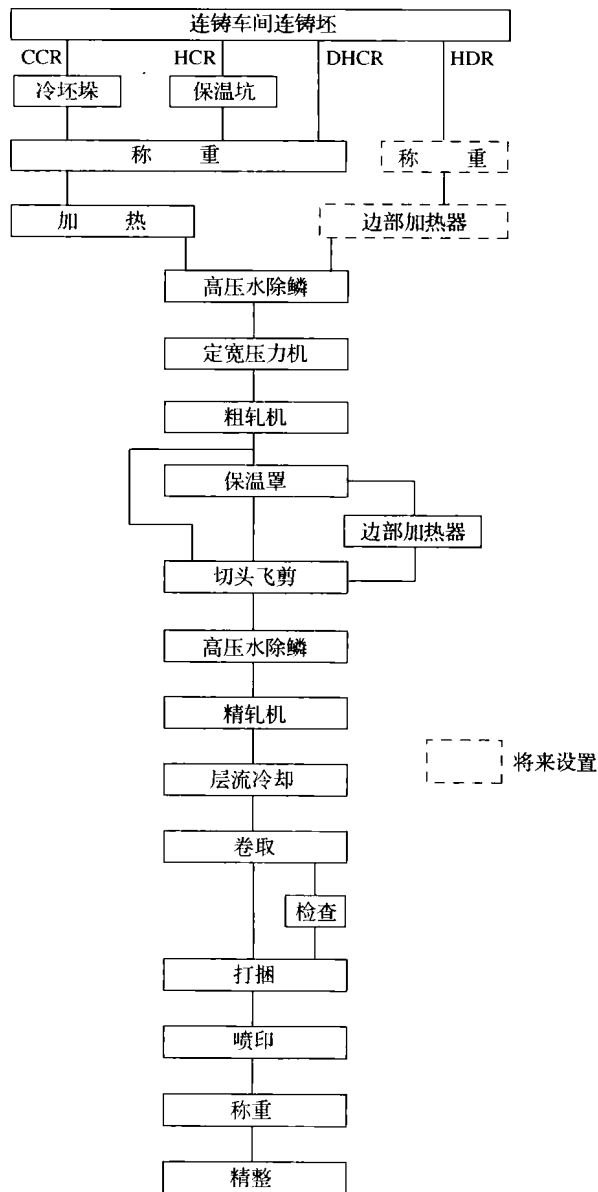 连铸车间连铸坯
CCR HCR DHCR HDR
冷坯垛 保温坑
称重 称重
加热 边部加热器
高压水除鳞
定宽压力机
粗轧机
保温罩
边部加热器
切头飞剪
高压水除鳞
精轧机
将来设置
层流冷却
卷取
检查
打捆
喷印
称重
精整